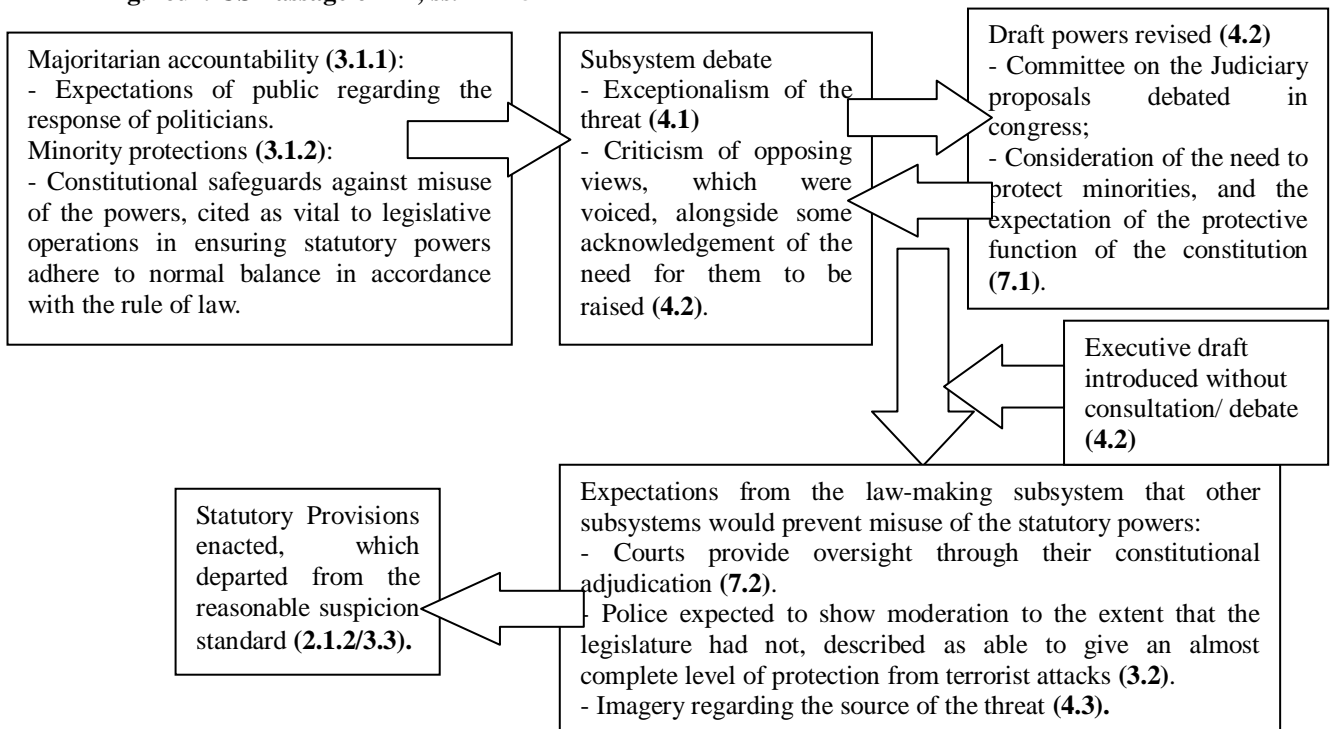 Majoritarian accountability (3.1.1):
- Expectations of public regarding the
response of politicians.
Minority protections (3.1.2):
- Constitutional safeguards against misuse
of the powers, cited as vital to legislative
operations in ensuring statutory powers
adhere to normal balance in accordance
with the rule of law.
Subsystem debate
- Exceptionalism of the
threat (4.1)
- Criticism of opposing
views, which were
voiced, alongside some
acknowledgement of the
need for them to be
raised (4.2).
Draft powers revised (4.2)
- Committee on the Judiciary
proposals debated in
congress;
- Consideration of the need to
protect minorities, and the
expectation of the protective
function of the constitution
(7.1).
Executive draft
introduced without
consultation/ debate
(4.2)
Expectations from the law-making subsystem that other
subsystems would prevent misuse of the statutory powers:
- Courts provide oversight through their constitutional
adjudication (7.2).
- Police expected to show moderation to the extent that the
legislature had not, described as able to give an almost
complete level of protection from terrorist attacks (3.2).
- Imagery regarding the source of the threat (4.3).
Statutory Provisions
enacted, which
departed from the
reasonable suspicion
standard (2.1.2/3.3).